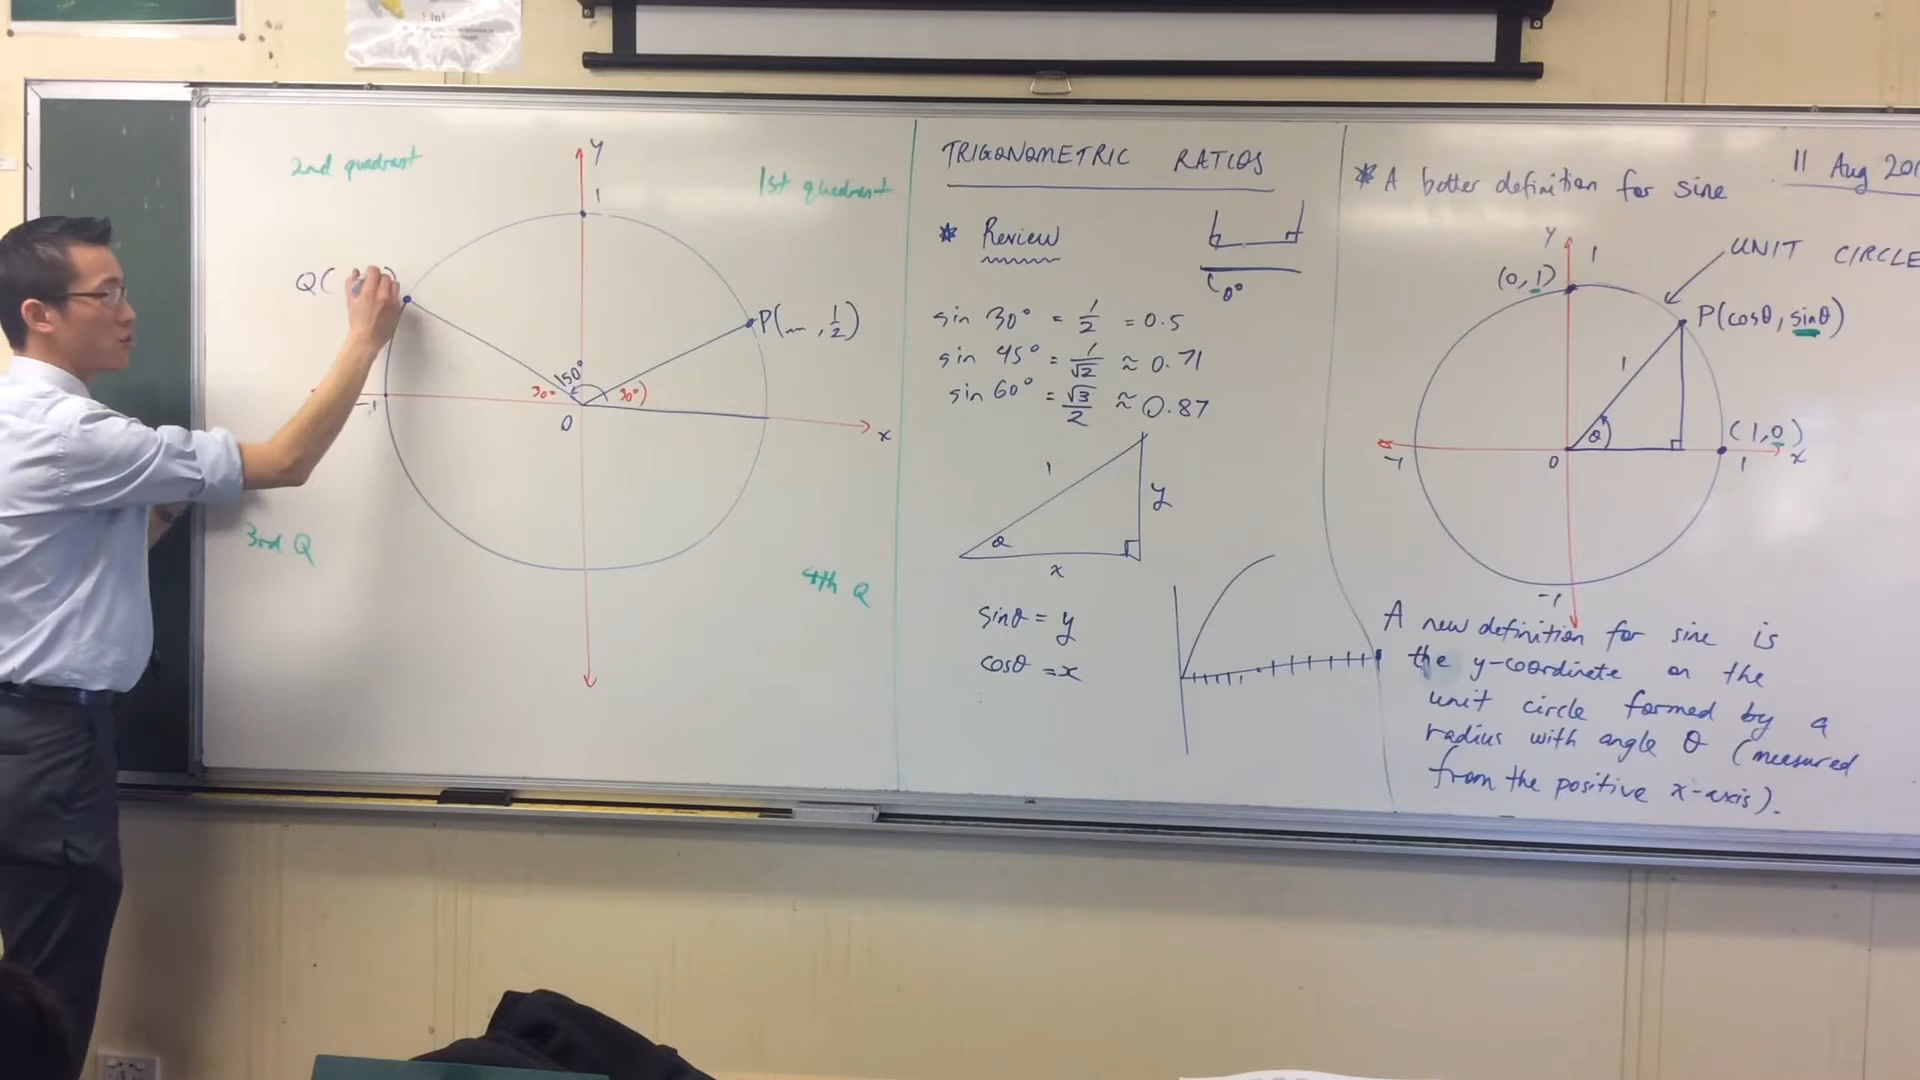 2nd quadrant
1st quadrant
y
1
Q(
P(__, 1/2)
150°
30°
30°)
-1
0
x
3rd Q
4th Q
TRIGONOMETRIC RATIOS
* Review
0°
sin 30° = 1/2 = 0.5
sin 45° = 1/√2 ≈ 0.71
sin 60° = √3/2 ≈ 0.87
1
y
θ
x
sinθ = y
cosθ = x
11 Aug
* A better definition for sine
y
1
UNIT CIRCLE
(0, 1)
P(cosθ, sinθ)
1
θ
(1, 0)
-1
0
1
x
-1
A new definition for sine is
the y-coordinate on the
unit circle formed by a
radius with angle θ (measured
from the positive x-axis).